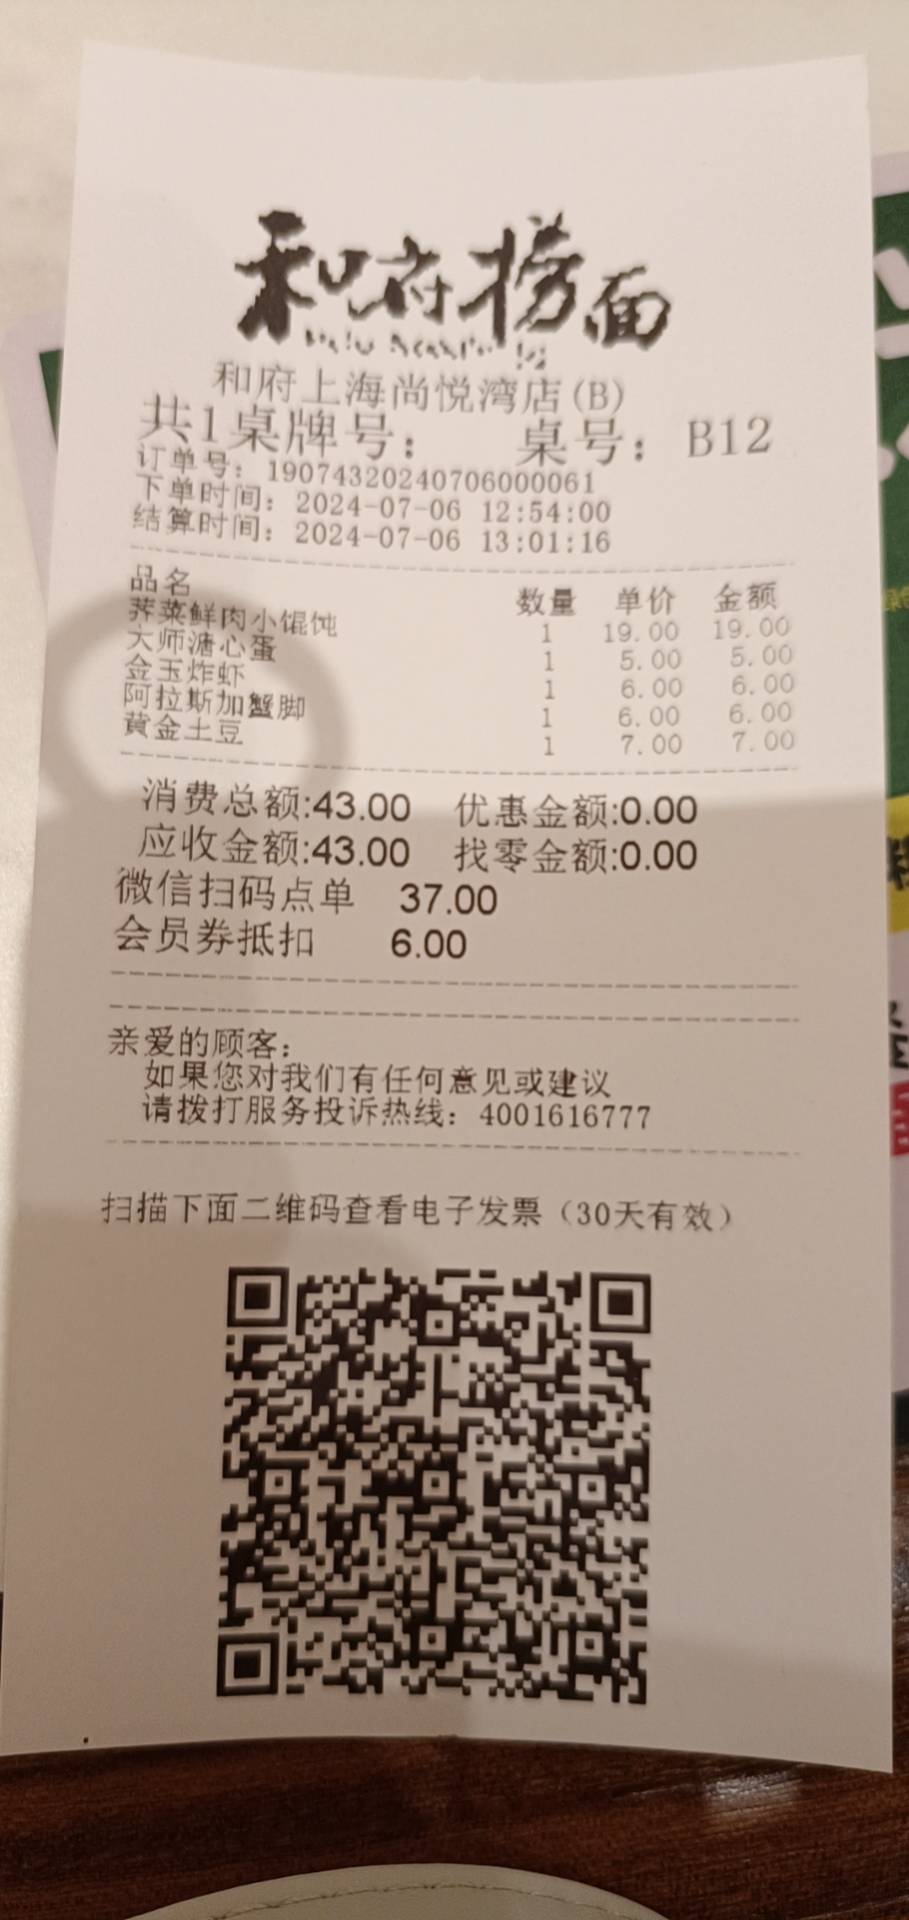 和府捞面
和府上海尚悦湾店(B)
共1桌牌号: 桌号: B12
订单号: 19074320240706000061
下单时间: 2024-07-06 12:54:00
结算时间: 2024-07-06 13:01:16
品名 数量 单价 金额
荠菜鲜肉小馄饨 1 19.00 19.00
大师溏心蛋 1 5.00 5.00
金玉炸虾 1 6.00 6.00
阿拉斯加蟹脚 1 6.00 6.00
黄金土豆 1 7.00 7.00
消费总额:43.00 优惠金额:0.00
应收金额:43.00 找零金额:0.00
微信扫码点单 37.00
会员券抵扣 6.00
亲爱的顾客:
如果您对我们有任何意见或建议
请拨打服务投诉热线: 4001616777
扫描下面二维码查看电子发票（30天有效）